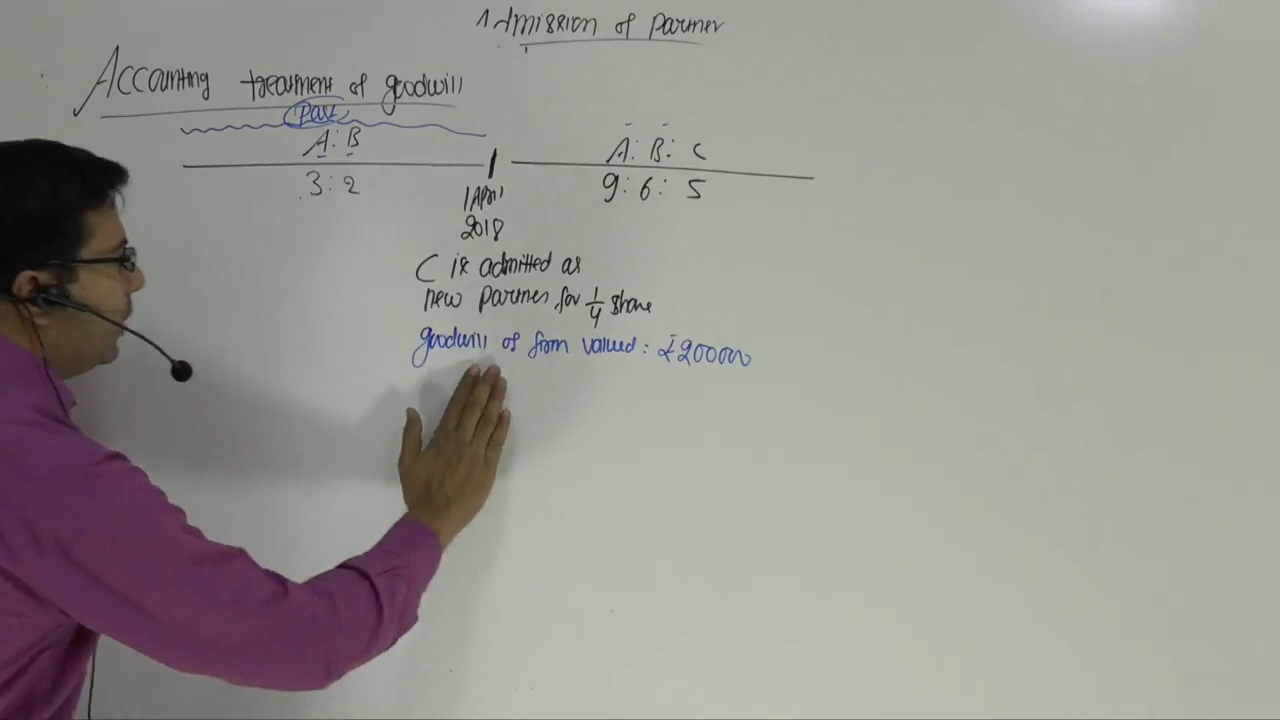 Admission of partner
Accounting treatment of goodwill
Past
A : B
A : B : C
3 : 2
9 : 6 : 5
1 April
2018
C is admitted as
new partner for 1/4 share
goodwill of firm valued : ₹200000